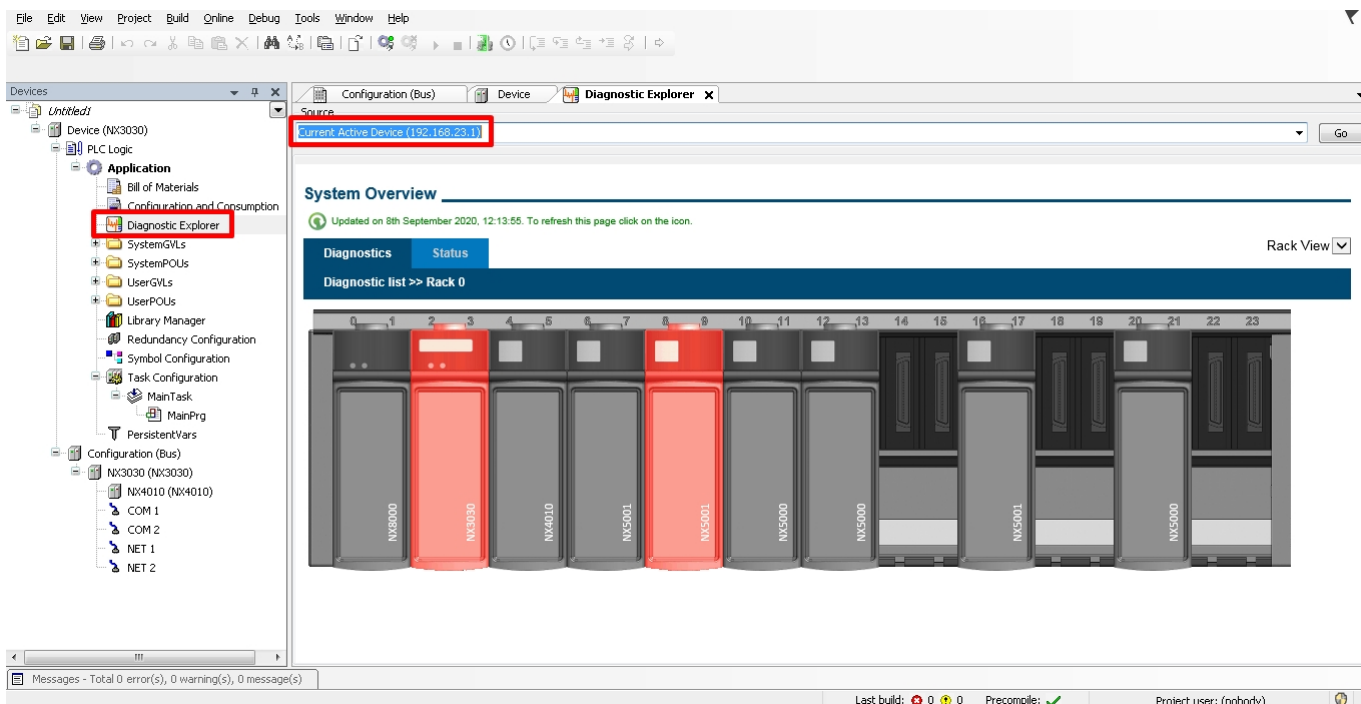 File Edit View Project Build Online Debug Tools Window Help
Devices
Untitled1
Device (NX3030)
PLC Logic
Application
Bill of Materials
Configuration and Consumption
Diagnostic Explorer
SystemGVLs
SystemPOUs
UserGVLs
UserPOUs
Library Manager
Redundancy Configuration
Symbol Configuration
Task Configuration
MainTask
MainPrg
PersistentVars
Configuration (Bus)
NX3030 (NX3030)
NX4010 (NX4010)
COM 1
COM 2
NET 1
NET 2
Configuration (Bus) Device Diagnostic Explorer
Source
Current Active Device (192.168.23.1) Go
System Overview
Updated on 8th September 2020, 12:13:55. To refresh this page click on the icon.
Diagnostics Status Rack View
Diagnostic list >> Rack 0
0 1 2 3 4 5 6 7 8 9 10 11 12 13 14 15 16 17 18 19 20 21 22 23
NX8000 NX3030 NX4010 NX5001 NX5001 NX5000 NX5000 NX5001 NX5000
Messages - Total 0 error(s), 0 warning(s), 0 message(s)
Last build: 0 0 Precompile: Project user: (nobody)